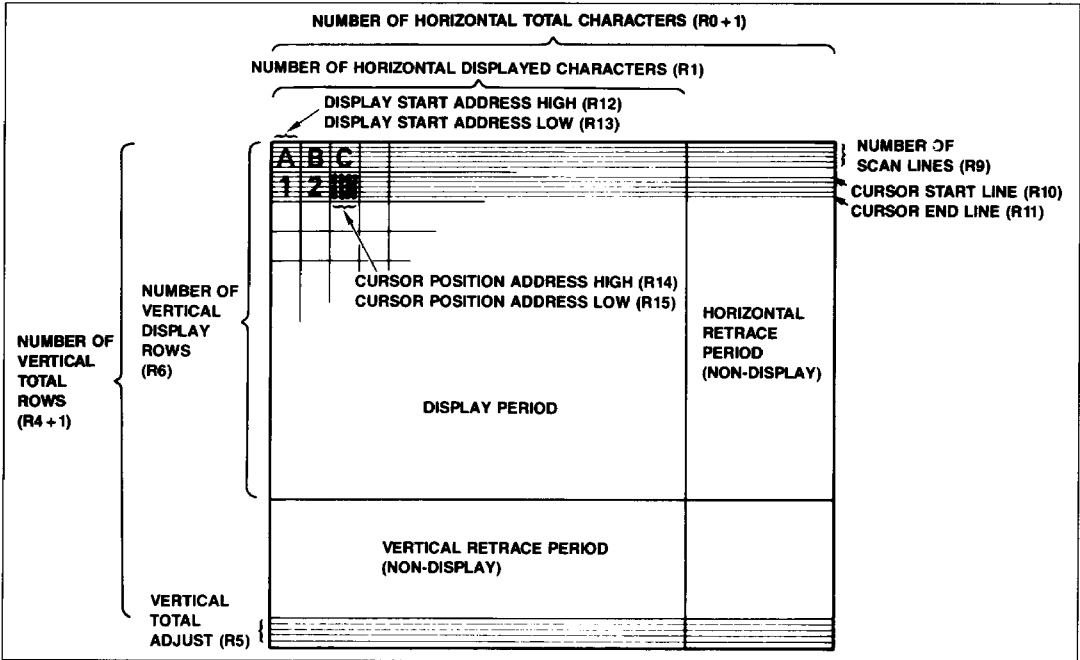 NUMBER OF HORIZONTAL TOTAL CHARACTERS (R0+1)
NUMBER OF HORIZONTAL DISPLAYED CHARACTERS (R1)
DISPLAY START ADDRESS HIGH (R12)
DISPLAY START ADDRESS LOW (R13)
A B C
1 2
NUMBER OF
SCAN LINES (R9)
CURSOR START LINE (R10)
CURSOR END LINE (R11)
CURSOR POSITION ADDRESS HIGH (R14)
CURSOR POSITION ADDRESS LOW (R15)
NUMBER OF
VERTICAL
DISPLAY
ROWS
(R6)
NUMBER OF
VERTICAL
TOTAL
ROWS
(R4+1)
HORIZONTAL
RETRACE
PERIOD
(NON-DISPLAY)
DISPLAY PERIOD
VERTICAL RETRACE PERIOD
(NON-DISPLAY)
VERTICAL
TOTAL
ADJUST (R5)